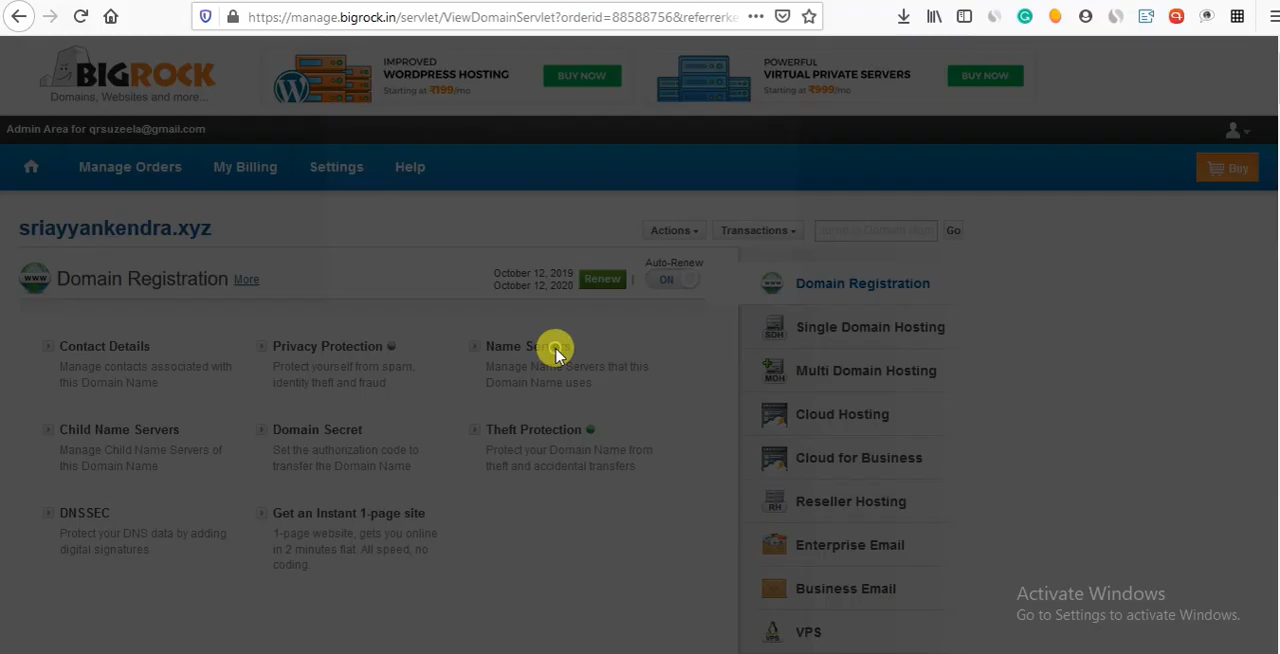 https://manage.bigrock.in/servlet/ViewDomainServlet?orderid=88588756&referrerke
BIGROCK
Domains, Websites and more...
IMPROVED
WORDPRESS HOSTING
Starting at ₹199/mo
BUY NOW
POWERFUL
VIRTUAL PRIVATE SERVERS
Starting at ₹999/mo
BUY NOW
Admin Area for qrsuzeela@gmail.com
Manage Orders
My Billing
Settings
Help
Buy
sriayyankendra.xyz
Actions
Transactions
Go
www
Domain Registration More
October 12, 2019
October 12, 2020
Renew
Auto-Renew
ON
Contact Details
Manage contacts associated with
this Domain Name
Privacy Protection
Protect yourself from spam,
identity theft and fraud
Name
Manage Name Servers that this
Domain Name uses
Child Name Servers
Manage Child Name Servers of
this Domain Name
Domain Secret
Set the authorization code to
transfer the Domain Name
Theft Protection
Protect your Domain Name from
theft and accidental transfers
DNSSEC
Protect your DNS data by adding
digital signatures
Get an Instant 1-page site
1-page website, gets you online
in 2 minutes flat. All speed, no
coding.
www
Domain Registration
SDH
Single Domain Hosting
MDH
Multi Domain Hosting
Cloud Hosting
Cloud for Business
RH
Reseller Hosting
Enterprise Email
Business Email
VPS
VPS
Activate Windows
Go to Settings to activate Windows.